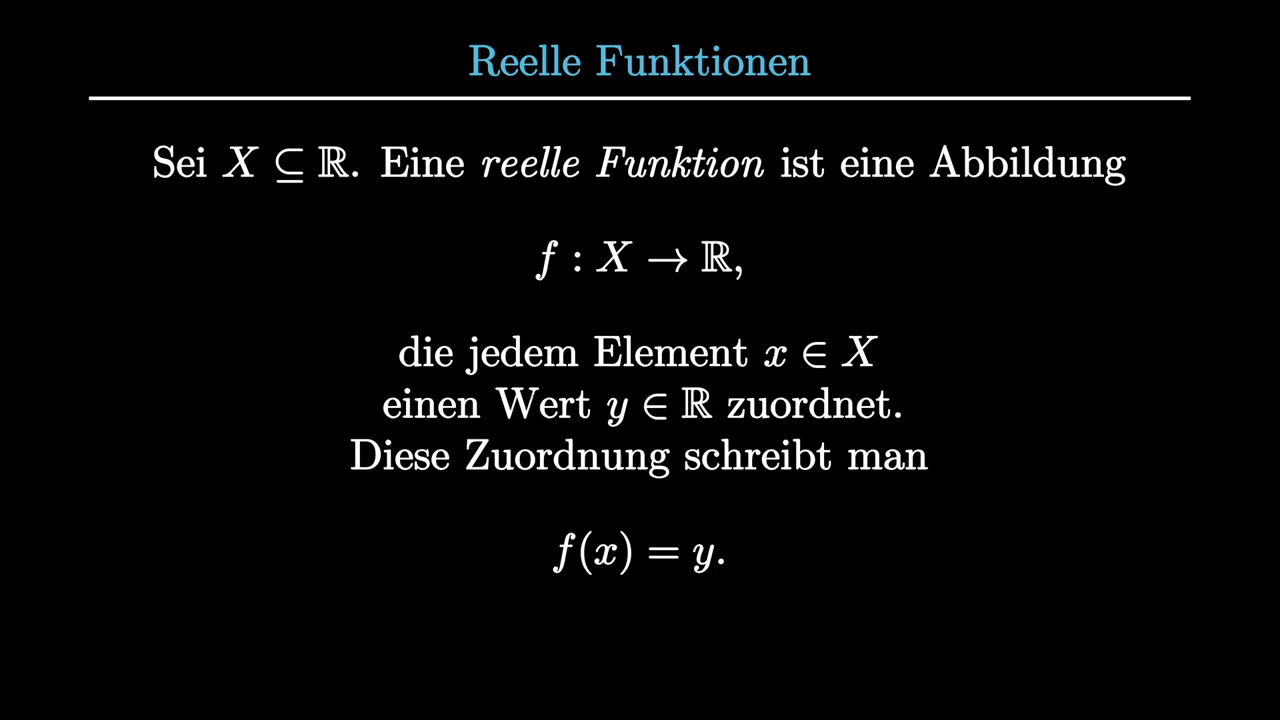 Reelle Funktionen
Sei X ⊆ ℝ. Eine reelle Funktion ist eine Abbildung
f : X → ℝ,
die jedem Element x ∈ X
einen Wert y ∈ ℝ zuordnet.
Diese Zuordnung schreibt man
f(x) = y.